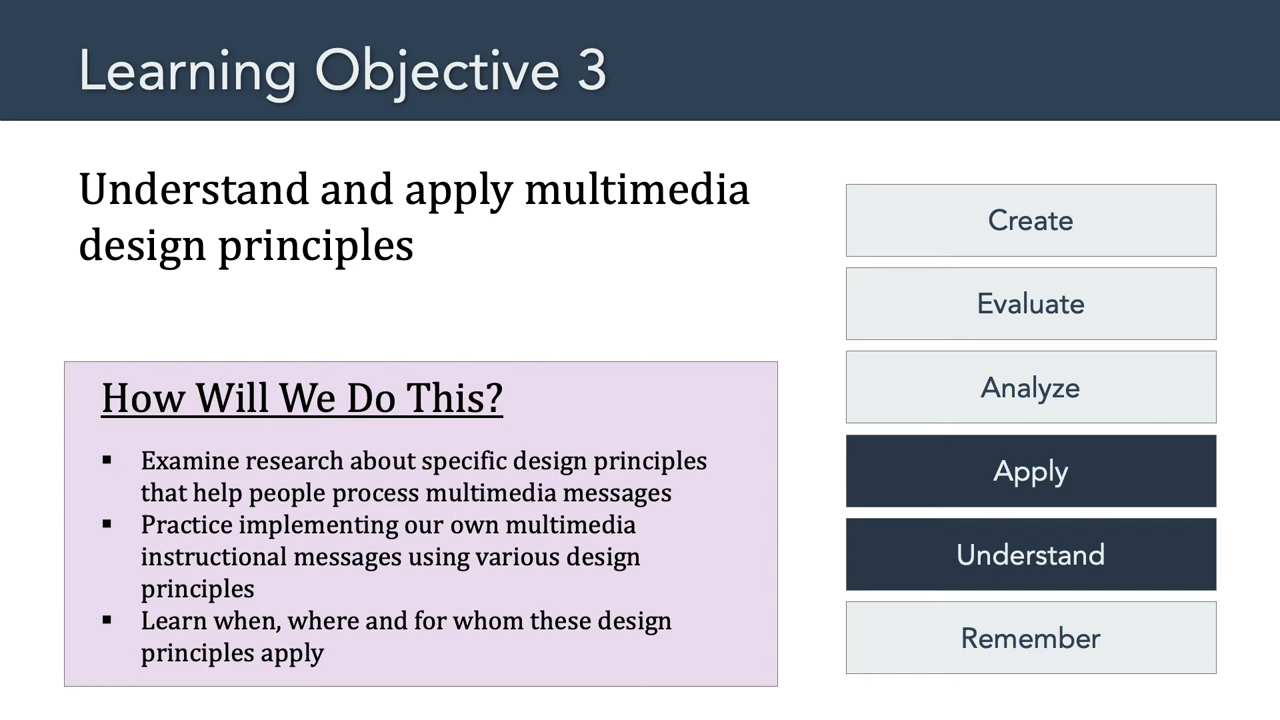 Learning Objective 3
Understand and apply multimedia
design principles
How Will We Do This?
▪ Examine research about specific design principles
that help people process multimedia messages
▪ Practice implementing our own multimedia
instructional messages using various design
principles
▪ Learn when, where and for whom these design
principles apply
Create
Evaluate
Analyze
Apply
Understand
Remember